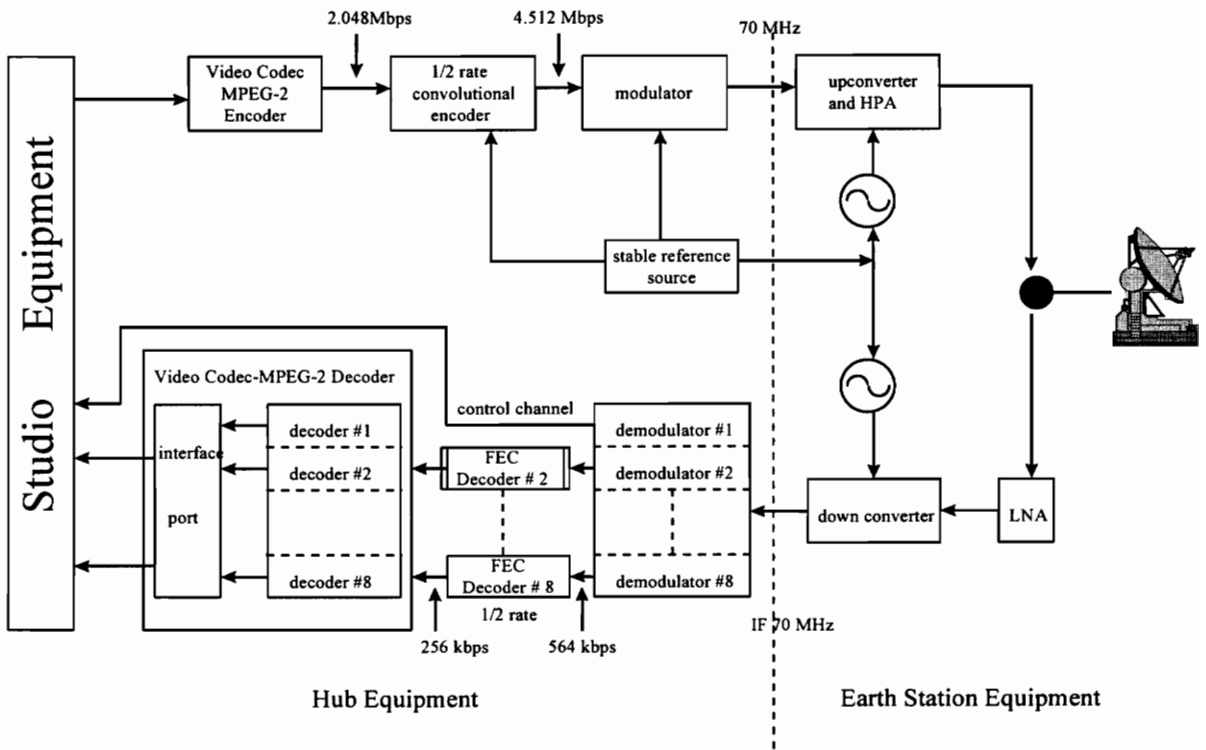 2.048Mbps
4.512 Mbps
70 MHz
Video Codec
MPEG-2
Encoder
1/2 rate
convolutional
encoder
modulator
upconverter
and HPA
Studio Equipment
stable reference
source
Video Codec-MPEG-2 Decoder
control channel
interface
port
decoder #1
decoder #2
decoder #8
FEC
Decoder # 2
FEC
Decoder # 8
1/2 rate
demodulator #1
demodulator #2
demodulator #8
down converter
LNA
256 kbps
564 kbps
IF 70 MHz
Hub Equipment
Earth Station Equipment